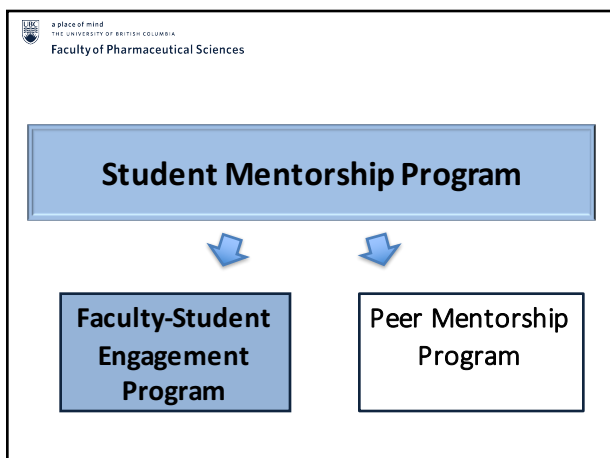 UBC
a place of mind
THE UNIVERSITY OF BRITISH COLUMBIA
Faculty of Pharmaceutical Sciences
Student Mentorship Program
Faculty-Student
Engagement
Program
Peer Mentorship
Program